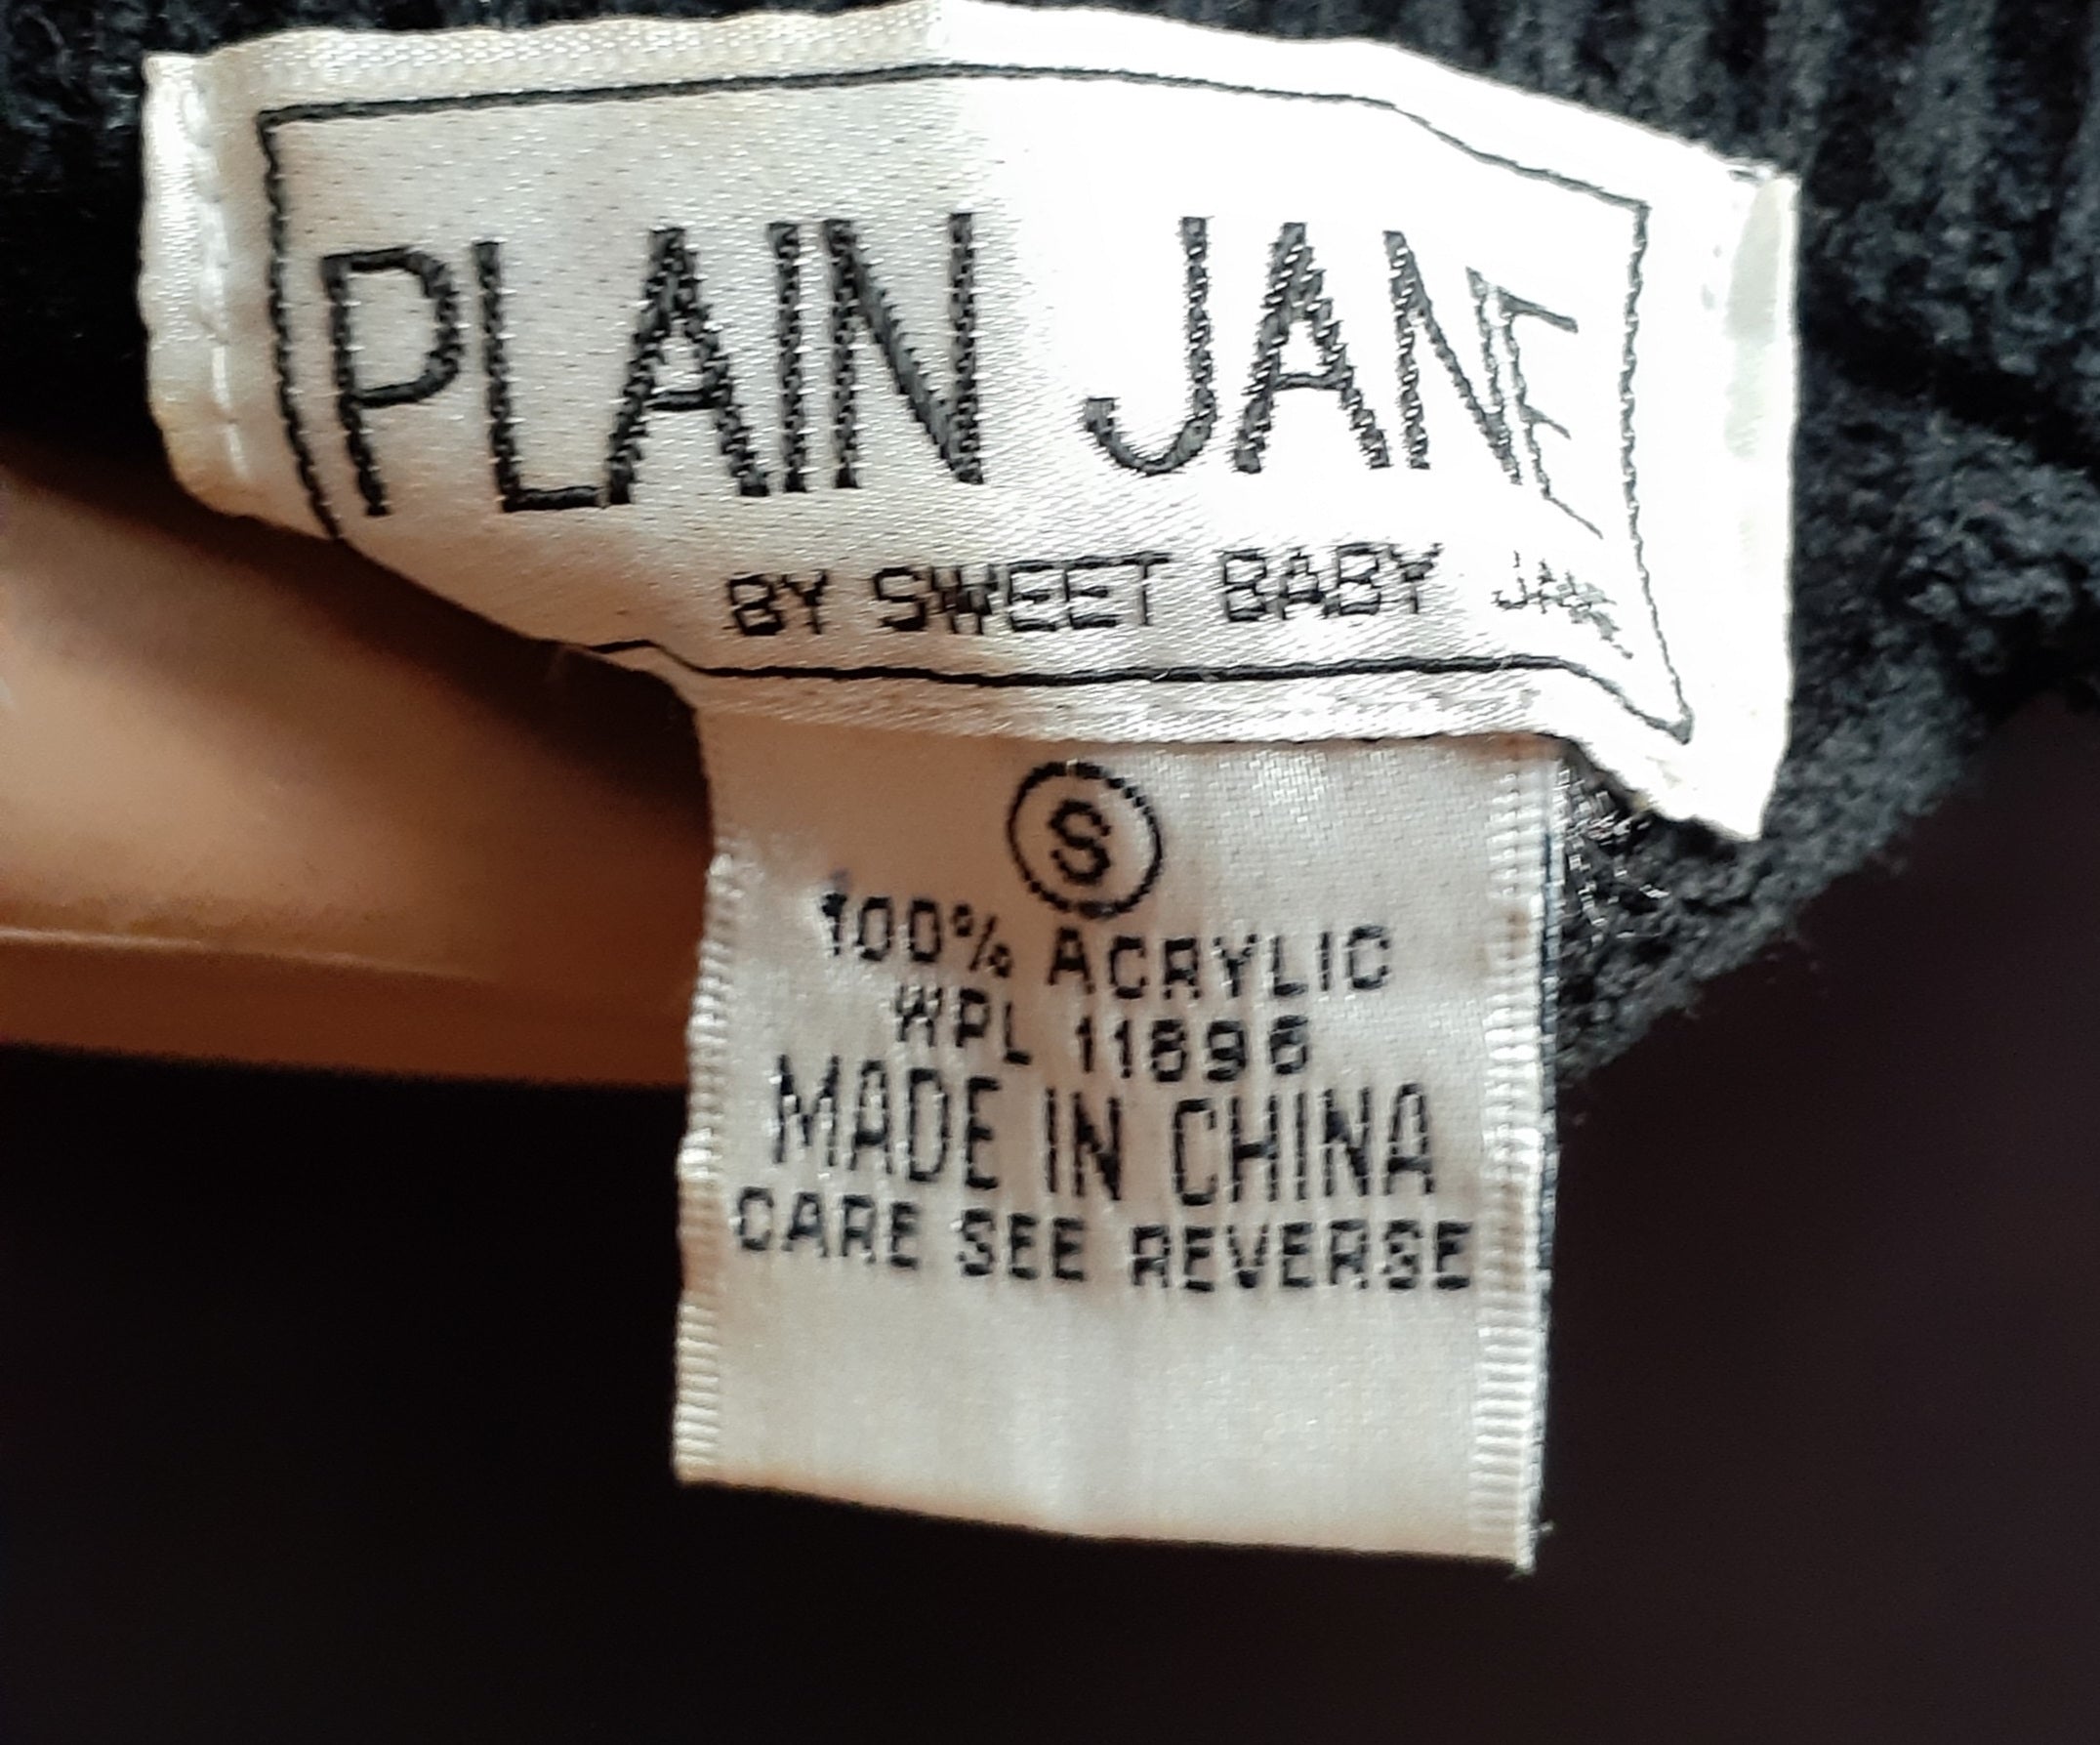 PLAIN JANE
BY SWEET BABY JANE
S
100% ACRYLIC
WPL 11896
MADE IN CHINA
CARE SEE REVERSE